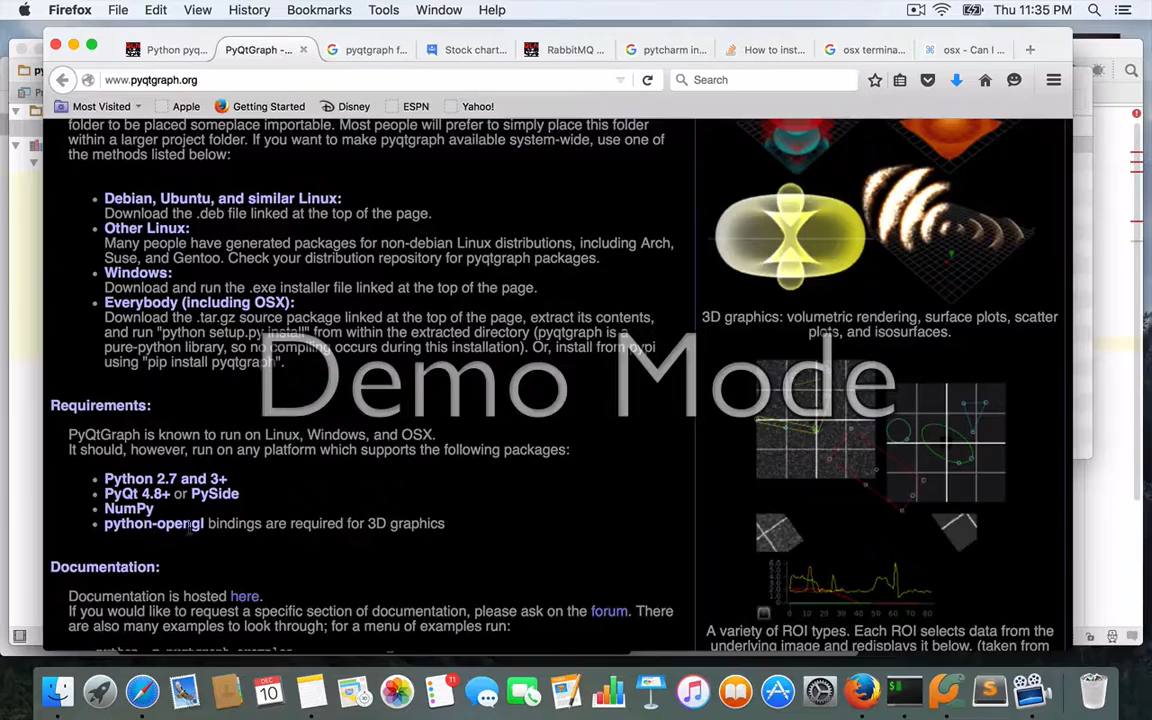 Firefox File Edit View History Bookmarks Tools Window Help Thu 11:35 PM
Python pyq... PyQtGraph -... pyqtgraph f... Stock chart... RabbitMQ ... pytcharm in... How to inst... osx termina... osx - Can I ...
www.pyqtgraph.org Search
Most Visited Apple Getting Started Disney ESPN Yahoo!
folder to be placed someplace importable. Most people will prefer to simply place this folder
within a larger project folder. If you want to make pyqtgraph available system-wide, use one of
the methods listed below:
Debian, Ubuntu, and similar Linux:
Download the .deb file linked at the top of the page.
Other Linux:
Many people have generated packages for non-debian Linux distributions, including Arch,
Suse, and Gentoo. Check your distribution repository for pyqtgraph packages.
Windows:
Download and run the .exe installer file linked at the top of the page.
Everybody (including OSX):
Download the .tar.gz source package linked at the top of the page, extract its contents,
and run "python setup.py install" from within the extracted directory (pyqtgraph is a
pure-python library, so no compiling occurs during this installation). Or, install from pypi
using "pip install pyqtgraph".
Requirements:
PyQtGraph is known to run on Linux, Windows, and OSX.
It should, however, run on any platform which supports the following packages:
Python 2.7 and 3+
PyQt 4.8+ or PySide
NumPy
python-opengl bindings are required for 3D graphics
Documentation:
Documentation is hosted here.
If you would like to request a specific section of documentation, please ask on the forum. There
are also many examples to look through; for a menu of examples run:
3D graphics: volumetric rendering, surface plots, scatter
plots, and isosurfaces.
A variety of ROI types. Each ROI selects data from the
underlying image and redisplays it below. (taken from
Demo Mode
DEC
10
11